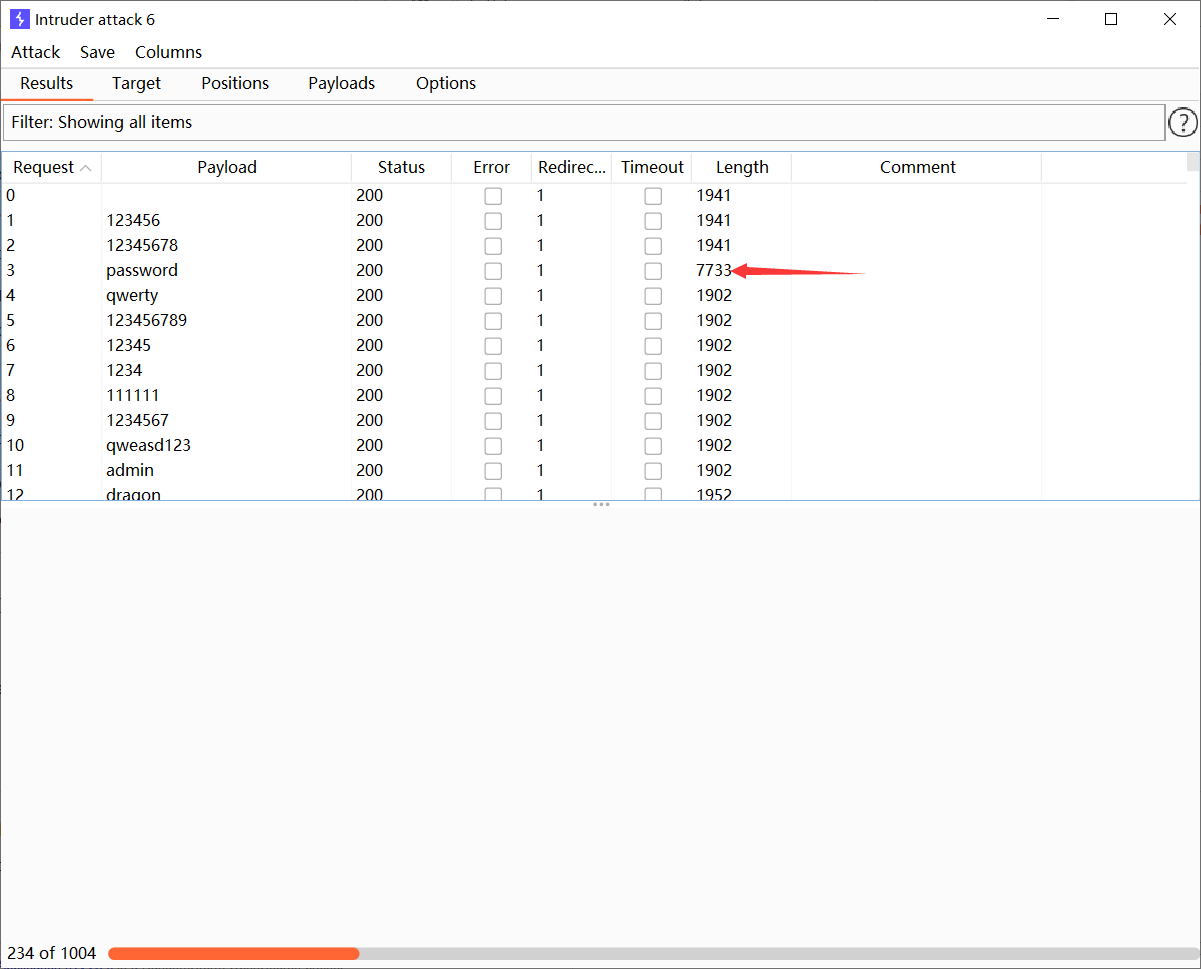 Intruder attack 6
Attack Save Columns
Results Target Positions Payloads Options
Filter: Showing all items
?
Request Payload Status Error Redirec... Timeout Length Comment
0 200 1 1941
1 123456 200 1 1941
2 12345678 200 1 1941
3 password 200 1 7733
4 qwerty 200 1 1902
5 123456789 200 1 1902
6 12345 200 1 1902
7 1234 200 1 1902
8 111111 200 1 1902
9 1234567 200 1 1902
10 qweasd123 200 1 1902
11 admin 200 1 1902
12 dragon 200 1 1952
234 of 1004